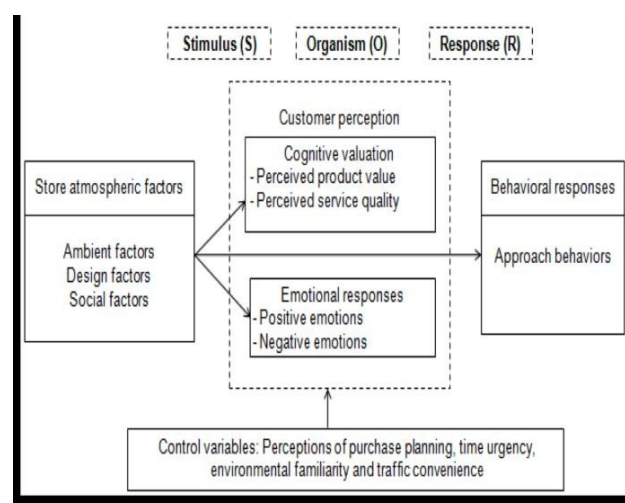 Stimulus (S) Organism (O) Response (R)
Customer perception
Cognitive valuation
- Perceived product value
- Perceived service quality
Store atmospheric factors
Ambient factors
Design factors
Social factors
Behavioral responses
Approach behaviors
Emotional responses
- Positive emotions
- Negative emotions
Control variables: Perceptions of purchase planning, time urgency,
environmental familiarity and traffic convenience